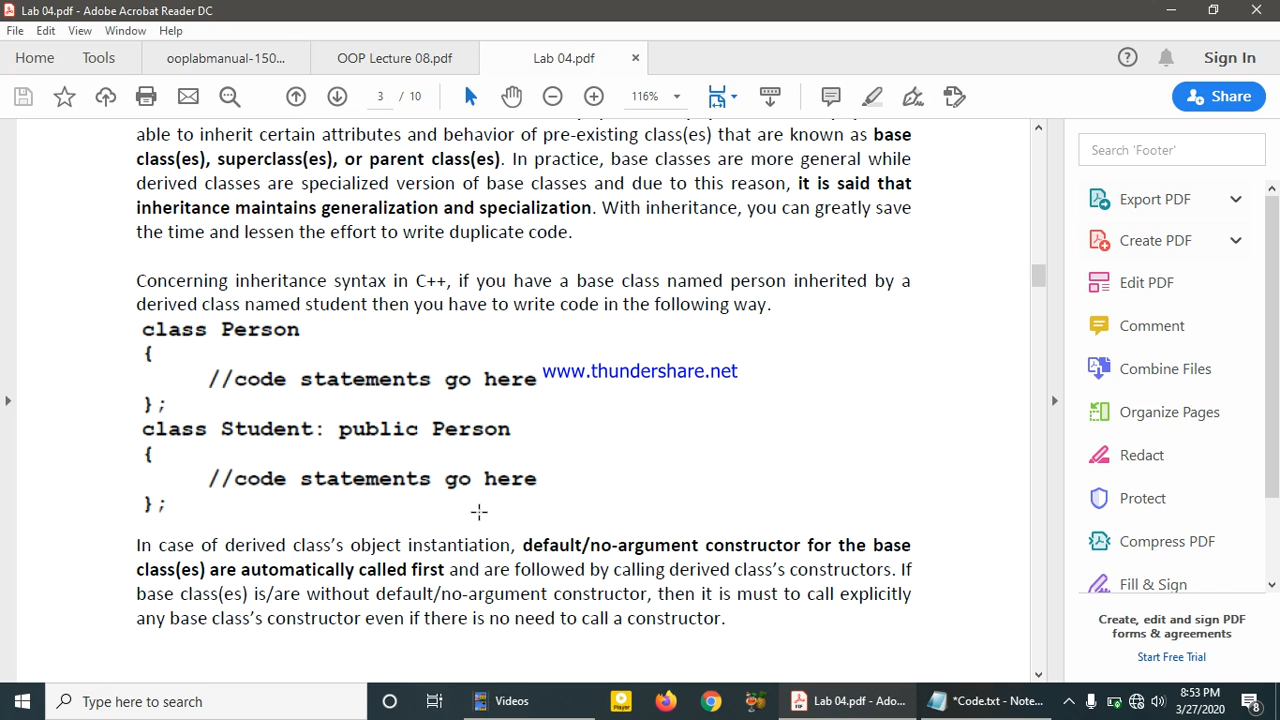 Lab 04.pdf - Adobe Acrobat Reader DC
File Edit View Window Help
Home Tools ooplabmanual-150... OOP Lecture 08.pdf Lab 04.pdf × Sign In
3 / 10 116% Share
able to inherit certain attributes and behavior of pre-existing class(es) that are known as base
class(es), superclass(es), or parent class(es). In practice, base classes are more general while
derived classes are specialized version of base classes and due to this reason, it is said that
inheritance maintains generalization and specialization. With inheritance, you can greatly save
the time and lessen the effort to write duplicate code.
Concerning inheritance syntax in C++, if you have a base class named person inherited by a
derived class named student then you have to write code in the following way.
class Person
{
//code statements go here
www.thundershare.net
};
class Student: public Person
{
//code statements go here
};
In case of derived class's object instantiation, default/no-argument constructor for the base
class(es) are automatically called first and are followed by calling derived class's constructors. If
base class(es) is/are without default/no-argument constructor, then it is must to call explicitly
any base class's constructor even if there is no need to call a constructor.
Search 'Footer'
Export PDF
Create PDF
Edit PDF
Comment
Combine Files
Organize Pages
Redact
Protect
Compress PDF
Fill & Sign
Create, edit and sign PDF
forms & agreements
Start Free Trial
Type here to search
Videos
Player
Lab 04.pdf - Ado...
*Code.txt - Note...
8:53 PM
3/27/2020
8